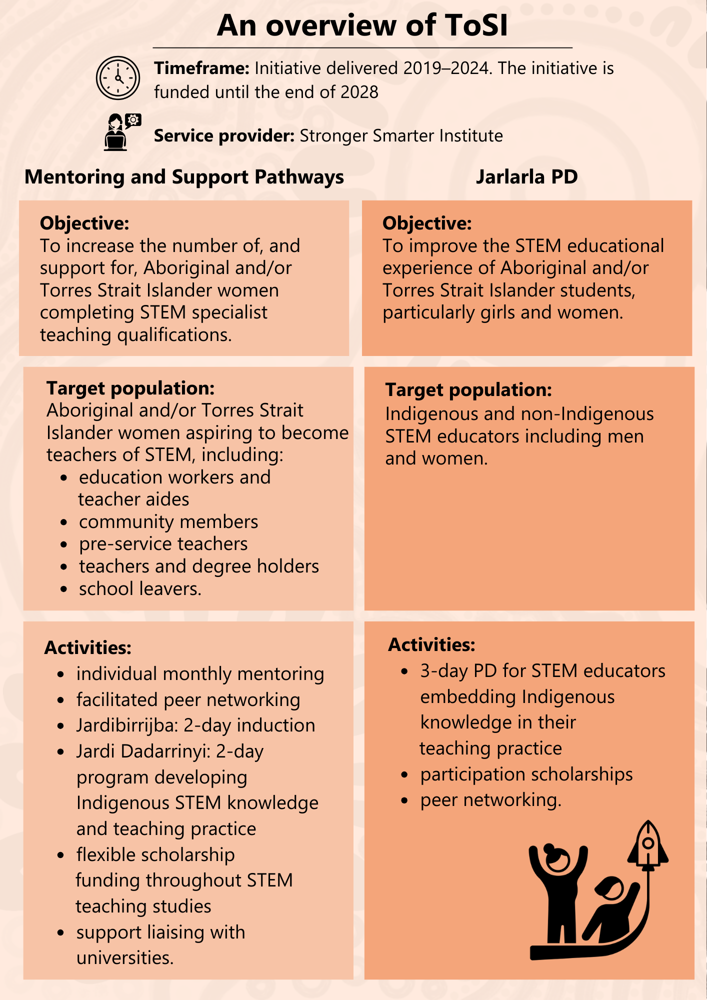 An overview of ToSI
Timeframe: Initiative delivered 2019–2024. The initiative is
funded until the end of 2028
Service provider: Stronger Smarter Institute
Mentoring and Support Pathways
Objective:
To increase the number of, and
support for, Aboriginal and/or
Torres Strait Islander women
completing STEM specialist
teaching qualifications.
Target population:
Aboriginal and/or Torres Strait
Islander women aspiring to become
teachers of STEM, including:
• education workers and
teacher aides
• community members
• pre-service teachers
• teachers and degree holders
• school leavers.
Activities:
• individual monthly mentoring
• facilitated peer networking
• Jardibirrijba: 2-day induction
• Jardi Dadarrinyi: 2-day
program developing
Indigenous STEM knowledge
and teaching practice
• flexible scholarship
funding throughout STEM
teaching studies
• support liaising with
universities.
Jarlarla PD
Objective:
To improve the STEM educational
experience of Aboriginal and/or
Torres Strait Islander students,
particularly girls and women.
Target population:
Indigenous and non-Indigenous
STEM educators including men
and women.
Activities:
• 3-day PD for STEM educators
embedding Indigenous
knowledge in their
teaching practice
• participation scholarships
• peer networking.